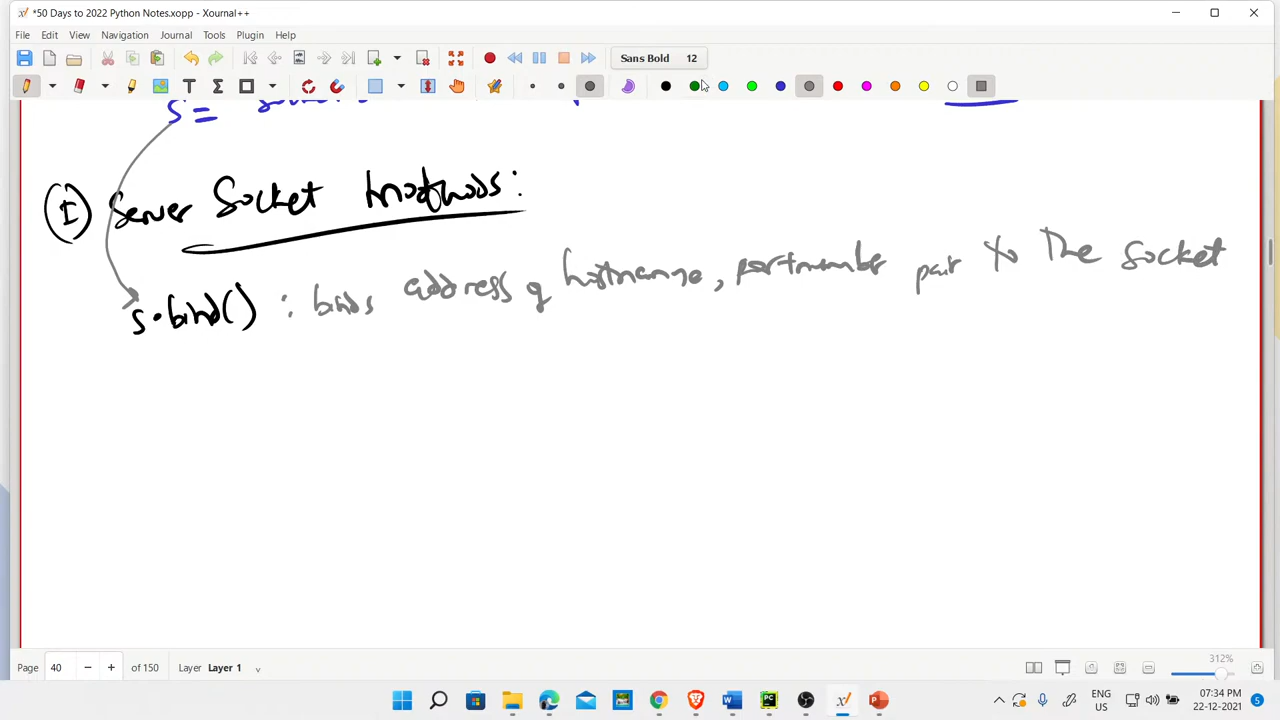 *50 Days to 2022 Python Notes.xopp - Xournal++
File Edit View Navigation Journal Tools Plugin Help
Sans Bold 12
S =
I Server Socket methods:
s.bind() : binds address of hostname, portnumber pair to The socket
Page 40 of 150 Layer Layer 1 312%
ENG 07:34 PM
US 22-12-2021 5